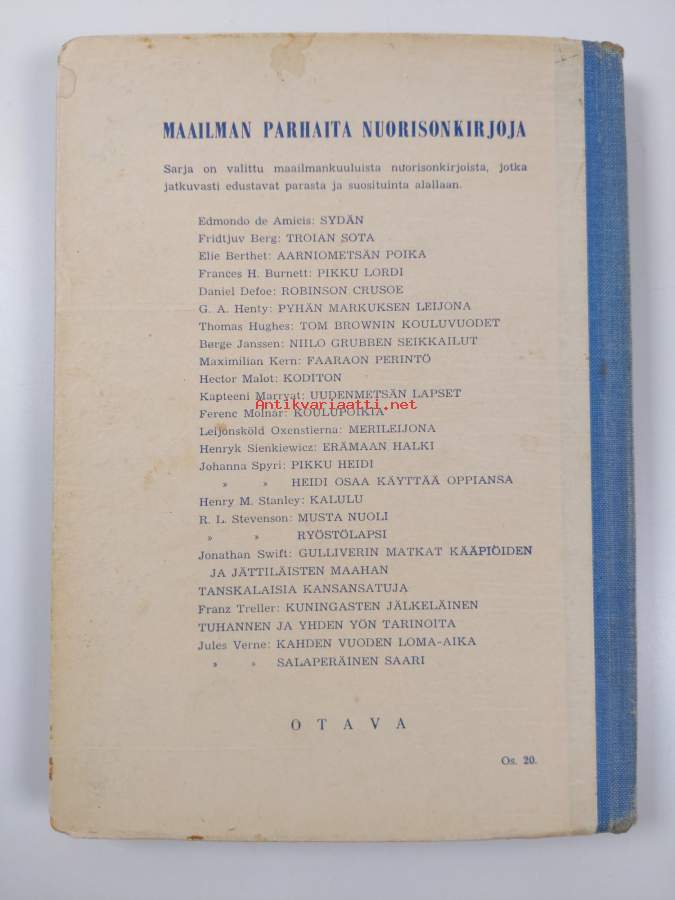 MAAILMAN PARHAITA NUORISONKIRJOJA
Sarja on valittu maailmankuuluista nuorisonkirjoista, jotka
jatkuvasti edustavat parasta ja suosituinta alallaan.
Edmondo de Amicis: SYDÄN
Fridtjuv Berg: TROIAN SOTA
Elie Berthet: AARNIOMETSÄN POIKA
Frances H. Burnett: PIKKU LORDI
Daniel Defoe: ROBINSON CRUSOE
G. A. Henty: PYHÄN MARKUKSEN LEIJONA
Thomas Hughes: TOM BROWNIN KOULUVUODET
Børge Janssen: NIILO GRUBBEN SEIKKAILUT
Maximilian Kern: FAARAON PERINTÖ
Hector Malot: KODITON
Kapteeni Marryat: UUDENMETSÄN LAPSET
Antikvariaatti.net
Ferenc Molnár: KOULUPOIKIA
Leijonsköld Oxenstierna: MERILEIJONA
Henryk Sienkiewicz: ERÄMAAN HALKI
Johanna Spyri: PIKKU HEIDI
» » HEIDI OSAA KÄYTTÄÄ OPPIANSA
Henry M. Stanley: KALULU
R. L. Stevenson: MUSTA NUOLI
» » RYÖSTÖLAPSI
Jonathan Swift: GULLIVERIN MATKAT KÄÄPIÖIDEN
JA JÄTTILÄISTEN MAAHAN
TANSKALAISIA KANSANSATUJA
Franz Treller: KUNINGASTEN JÄLKELÄINEN
TUHANNEN JA YHDEN YÖN TARINOITA
Jules Verne: KAHDEN VUODEN LOMA-AIKA
» » SALAPERÄINEN SAARI
OTAVA
Os. 20.